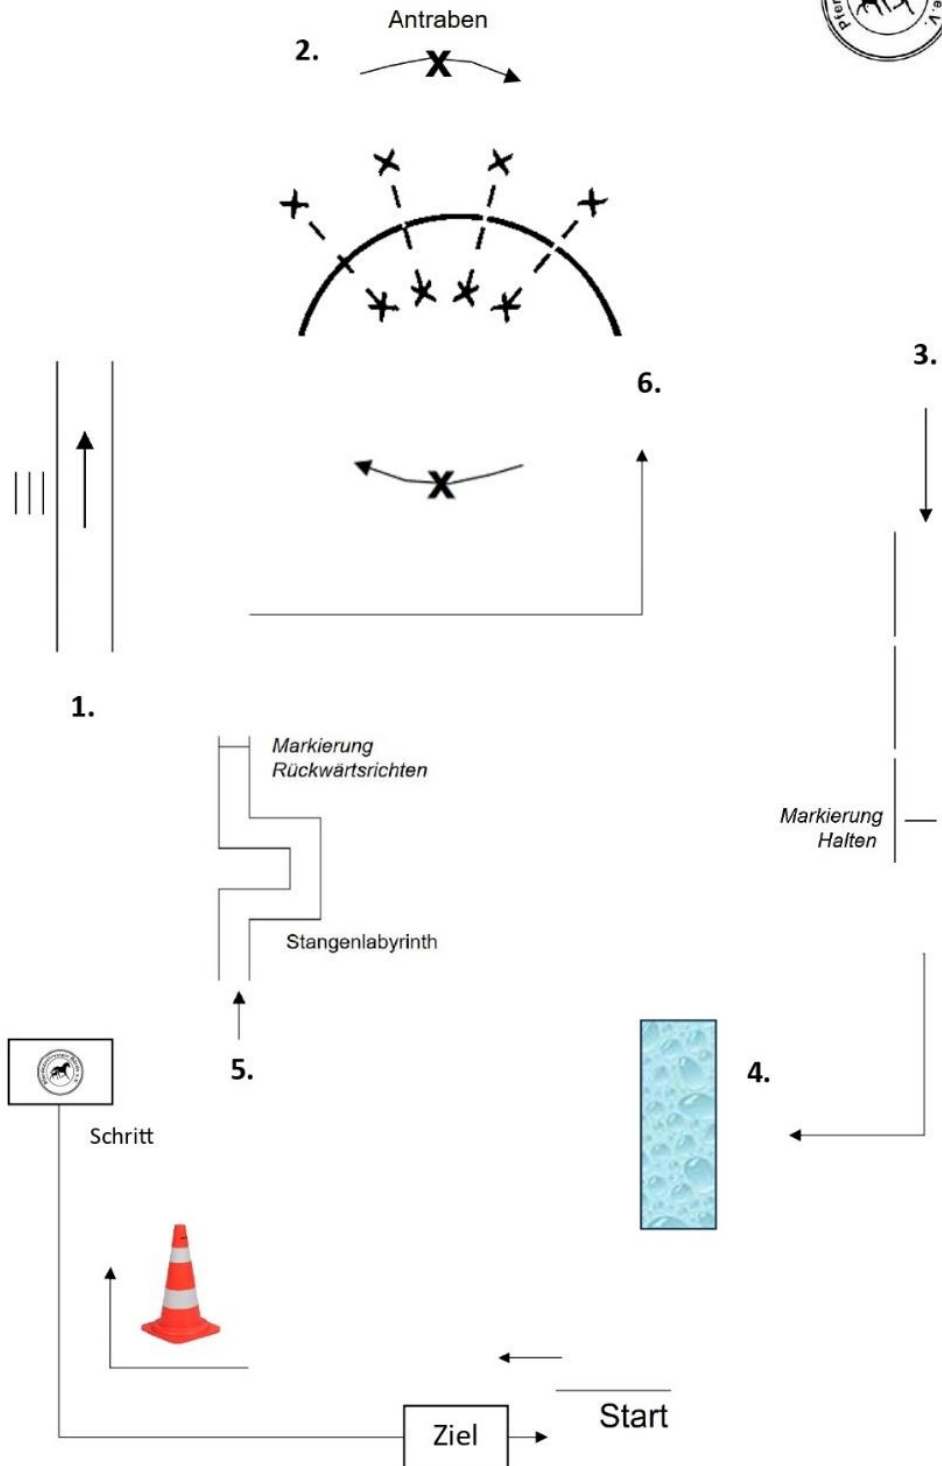 Antraben
2.
3.
6.
1.
Markierung
Rückwärtsrichten
Markierung
Halten
Stangenlabyrinth
5.
4.
Schritt
Start
Ziel